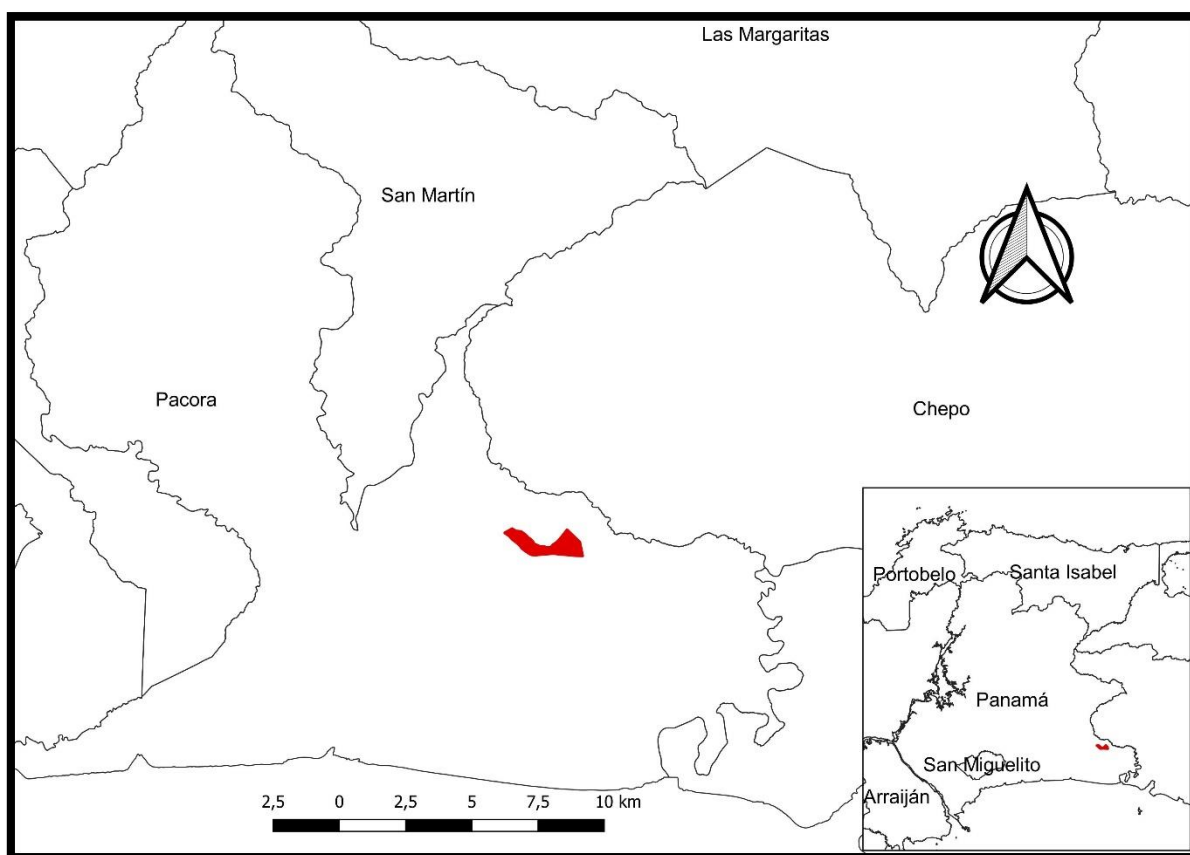 Las Margaritas
San Martín
Pacora
Chepo
Portobelo
Santa Isabel
Panamá
San Miguelito
Arraiján
2,5 0 2,5 5 7,5 10 km